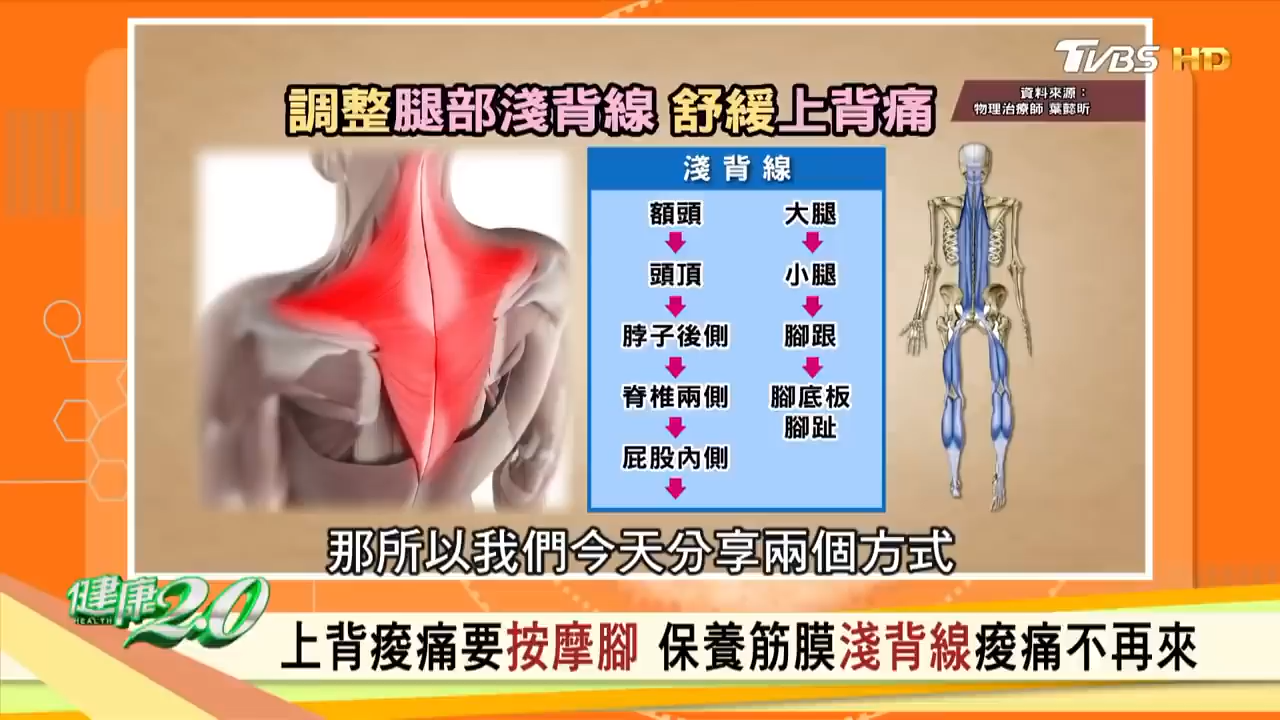 TVBS HD
調整腿部淺背線 舒緩上背痛
資料來源：
物理治療師 葉懿昕
淺背線
額頭
頭頂
脖子後側
脊椎兩側
屁股內側
大腿
小腿
腳跟
腳底板
腳趾
那所以我們今天分享兩個方式
健康2.0
HEALTH
上背痠痛要按摩腳 保養筋膜淺背線痠痛不再來